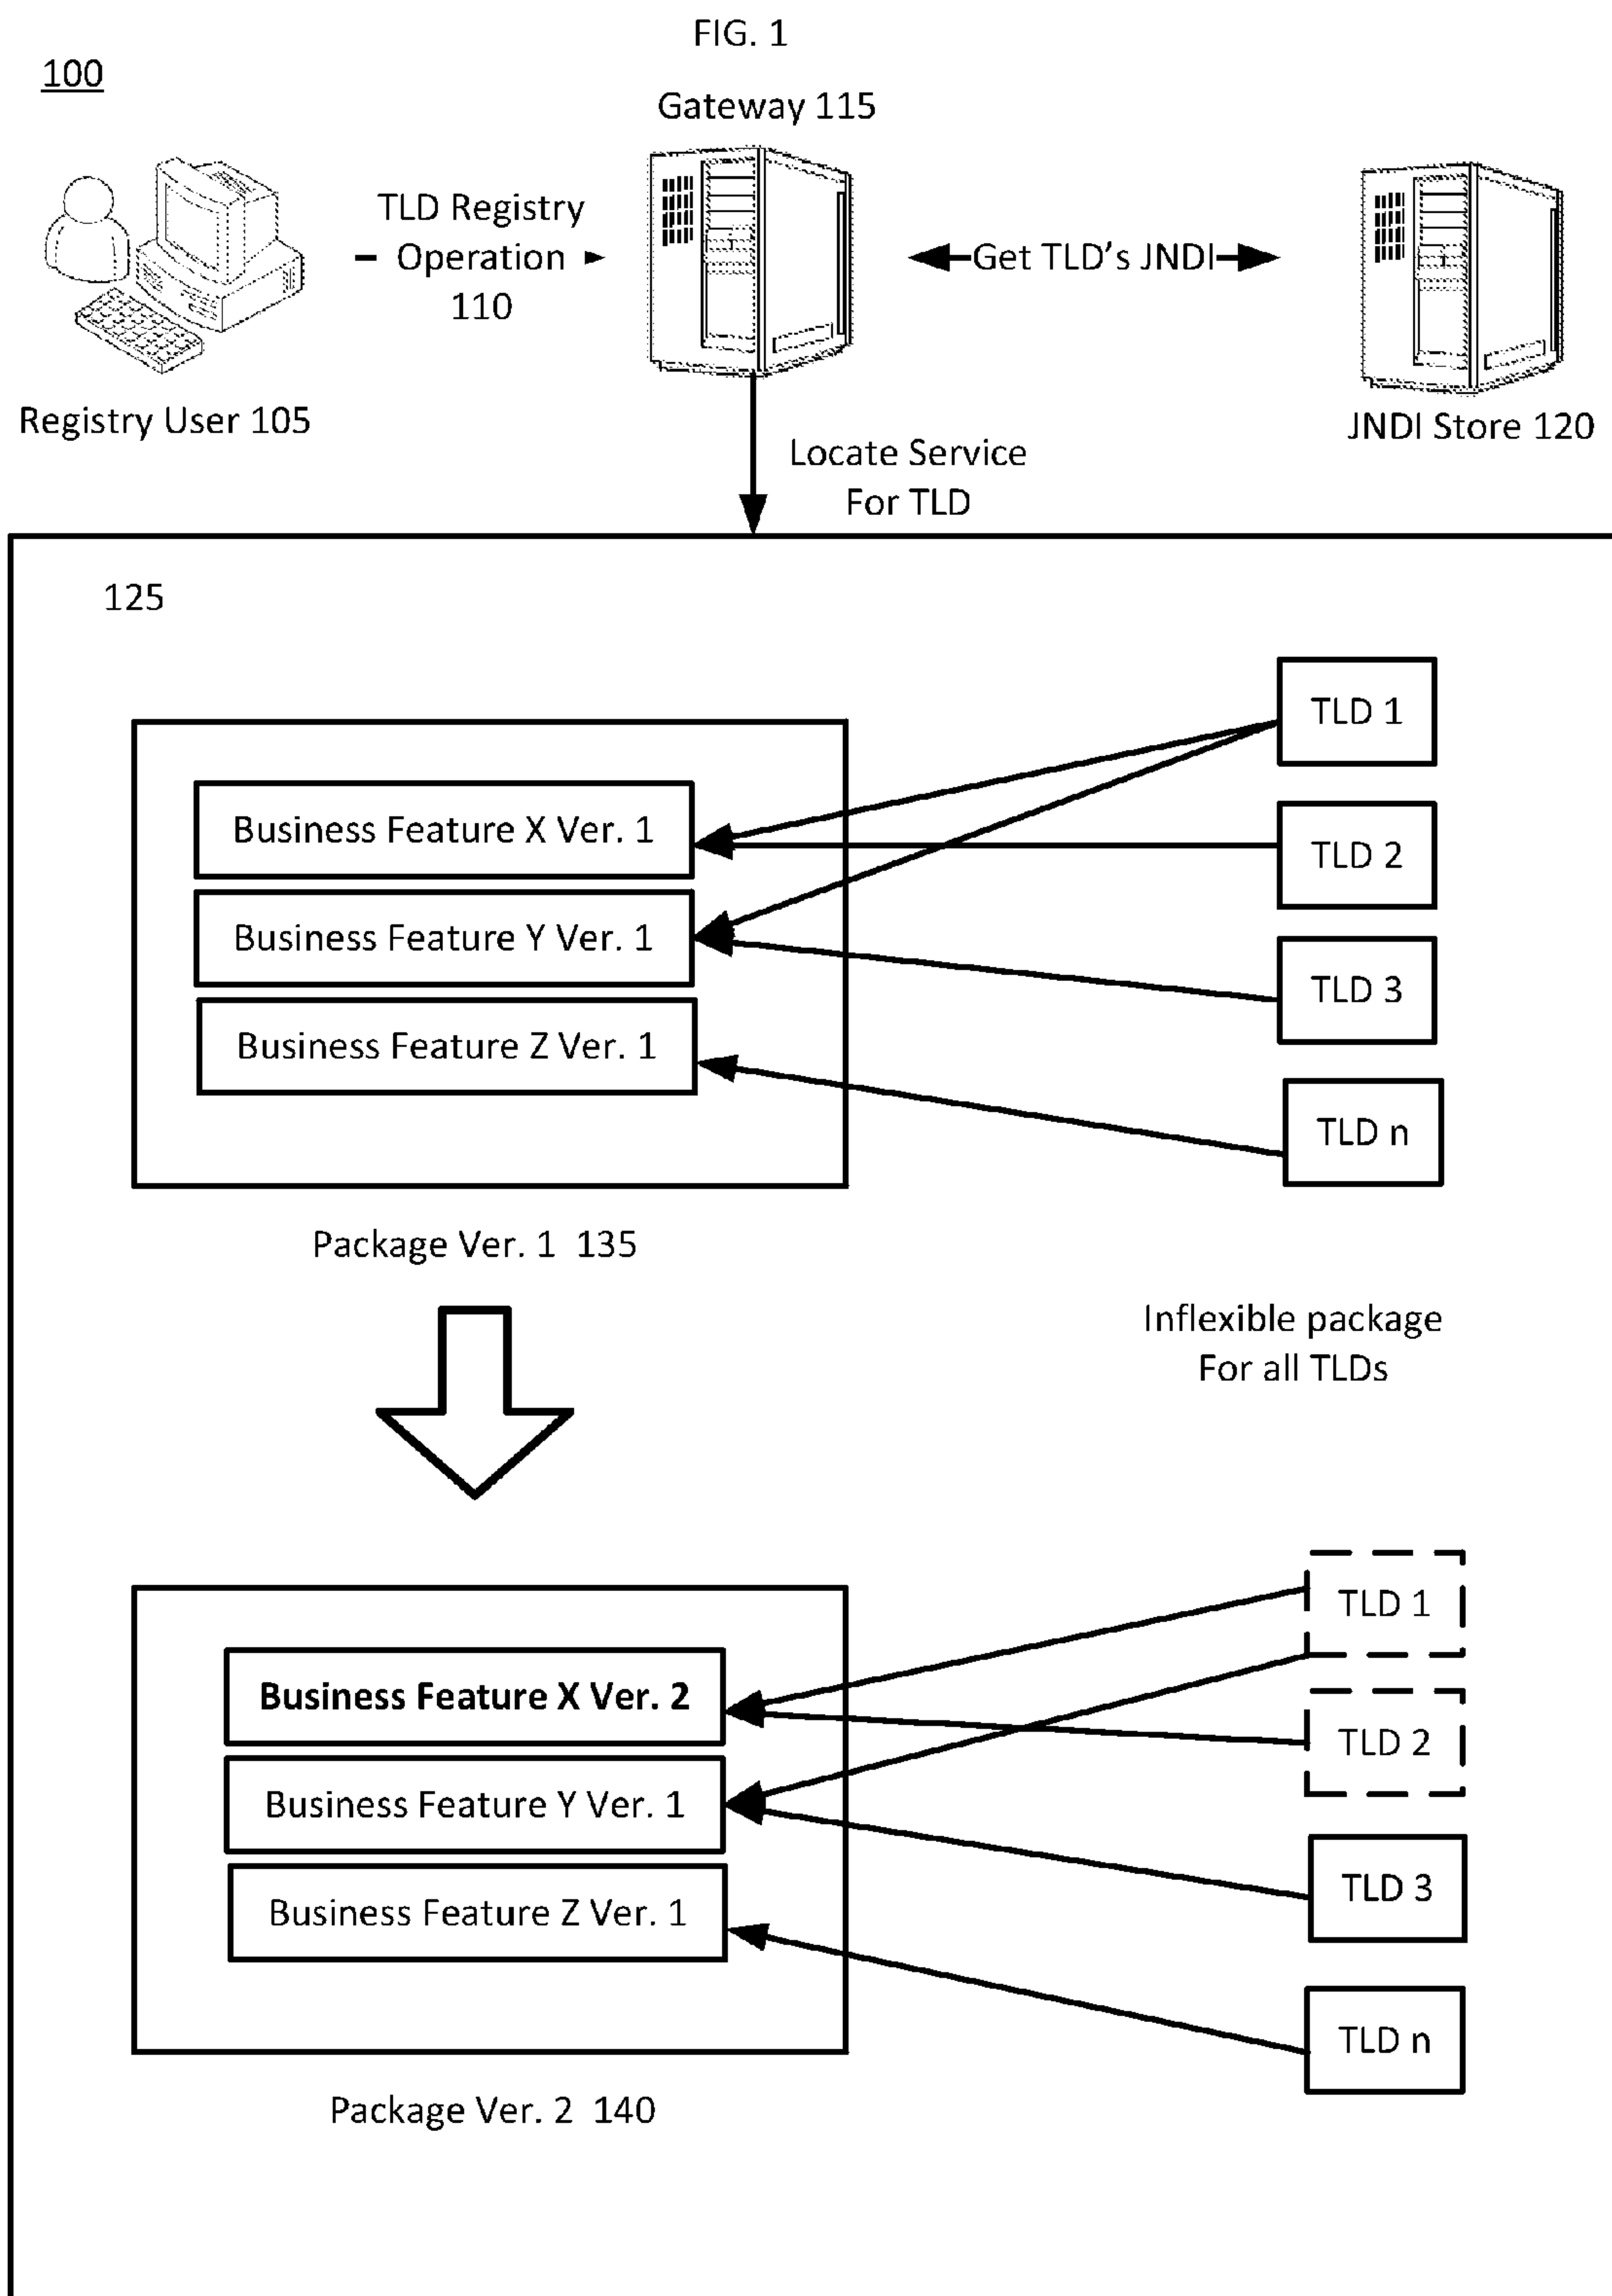 FIG. 1
100
Gateway 115
TLD Registry
Operation
110
Get TLD's JNDI
Registry User 105
JNDI Store 120
Locate Service
For TLD
125
TLD 1
Business Feature X Ver. 1
TLD 2
Business Feature Y Ver. 1
TLD 3
Business Feature Z Ver. 1
TLD n
Package Ver. 1 135
Inflexible package
For all TLDs
TLD 1
Business Feature X Ver. 2
TLD 2
Business Feature Y Ver. 1
TLD 3
Business Feature Z Ver. 1
TLD n
Package Ver. 2 140